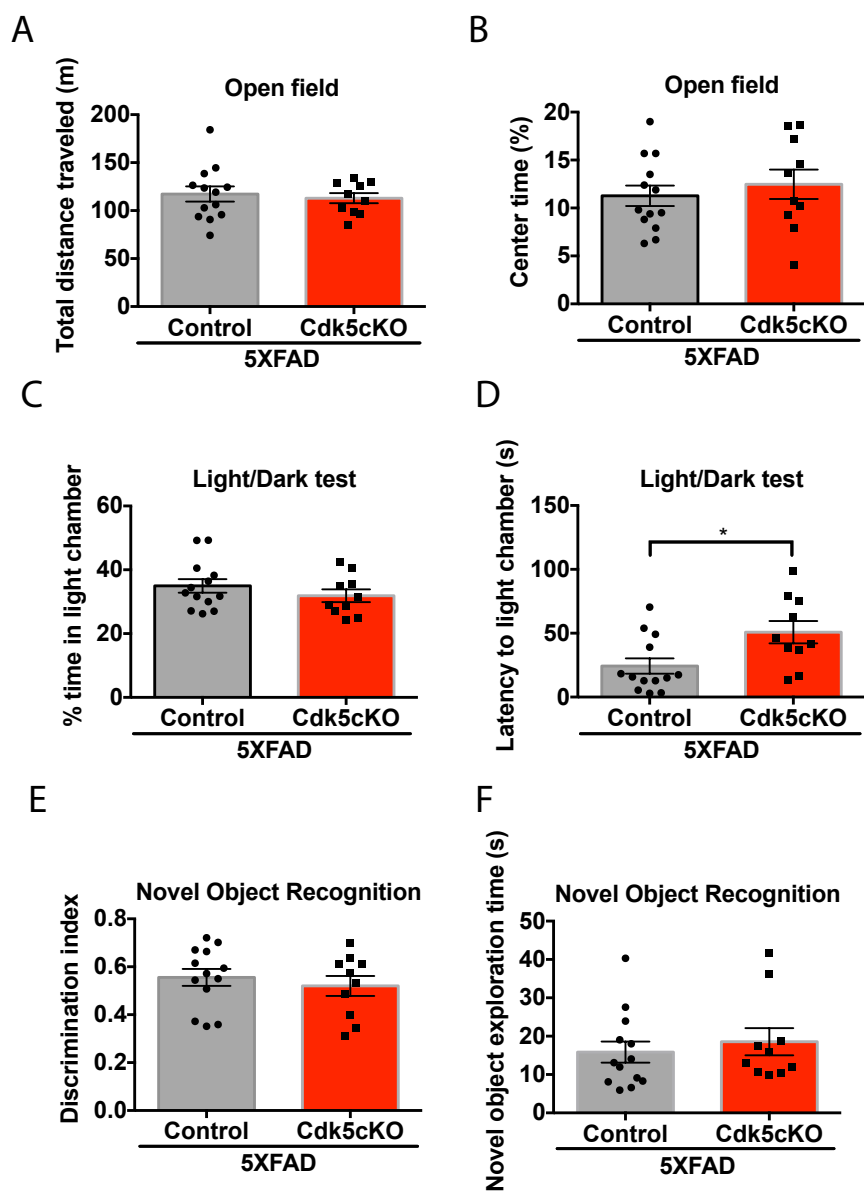 A
Open field
Total distance traveled (m)
200
150
100
50
0
Control
Cdk5cKO
5XFAD
B
Open field
Center time (%)
20
15
10
5
0
Control
Cdk5cKO
5XFAD
C
Light/Dark test
% time in light chamber
60
40
20
0
Control
Cdk5cKO
5XFAD
D
Light/Dark test
Latency to light chamber (s)
150
100
50
0
*
Control
Cdk5cKO
5XFAD
E
Novel Object Recognition
Discrimination index
0.8
0.6
0.4
0.2
0.0
Control
Cdk5cKO
5XFAD
F
Novel Object Recognition
Novel object exploration time (s)
50
40
30
20
10
0
Control
Cdk5cKO
5XFAD